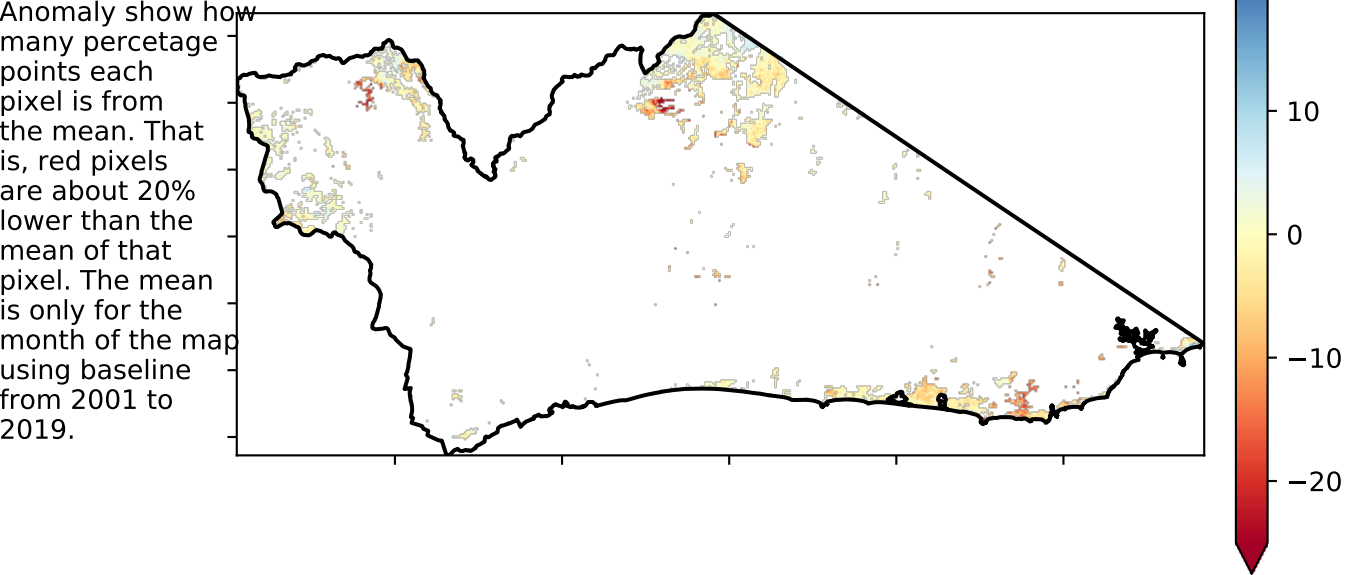 Anomaly show how
many percetage
points each
pixel is from
the mean. That
is, red pixels
are about 20%
lower than the
mean of that
pixel. The mean
is only for the
month of the map
using baseline
from 2001 to
2019.
10
0
−10
−20